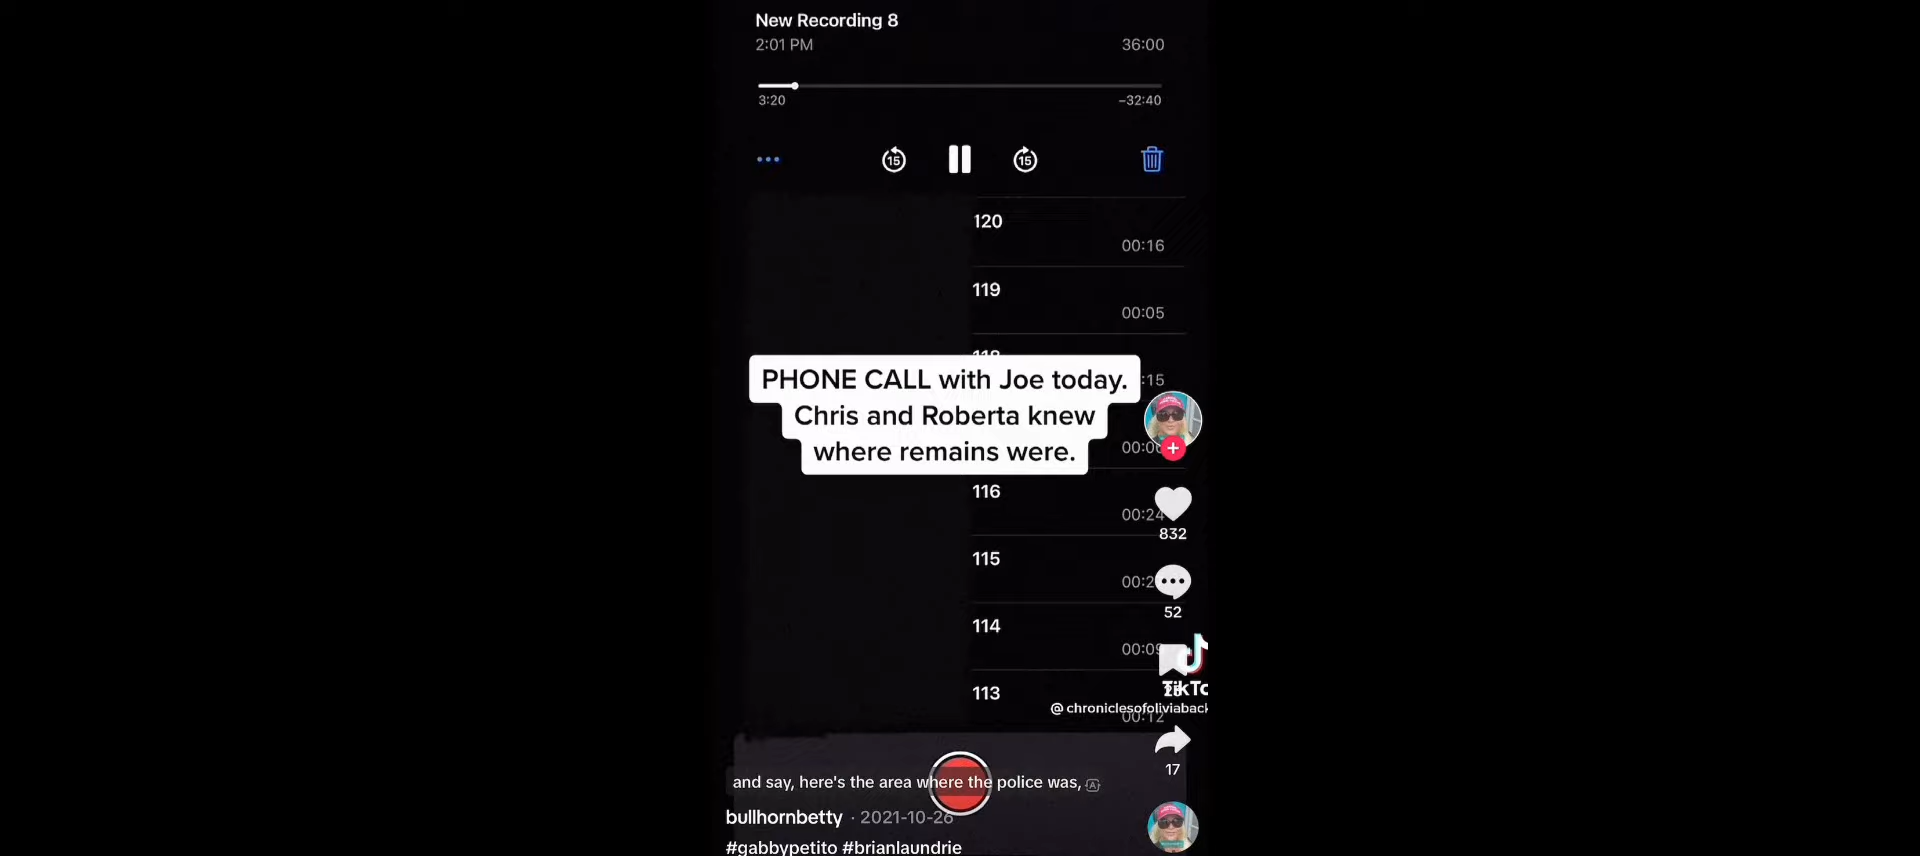 New Recording 8
2:01 PM
36:00
3:20
-32:40
15
15
120
00:16
119
00:05
118
:15
PHONE CALL with Joe today.
Chris and Roberta knew
where remains were.
00:0
116
00:24
832
115
00:2
52
114
00:09
TikTo
113
@chroniclesofoliviaback
00:12
17
and say, here's the area where the police was,
bullhornbetty · 2021-10-26
#gabbypetito #brianlaundrie